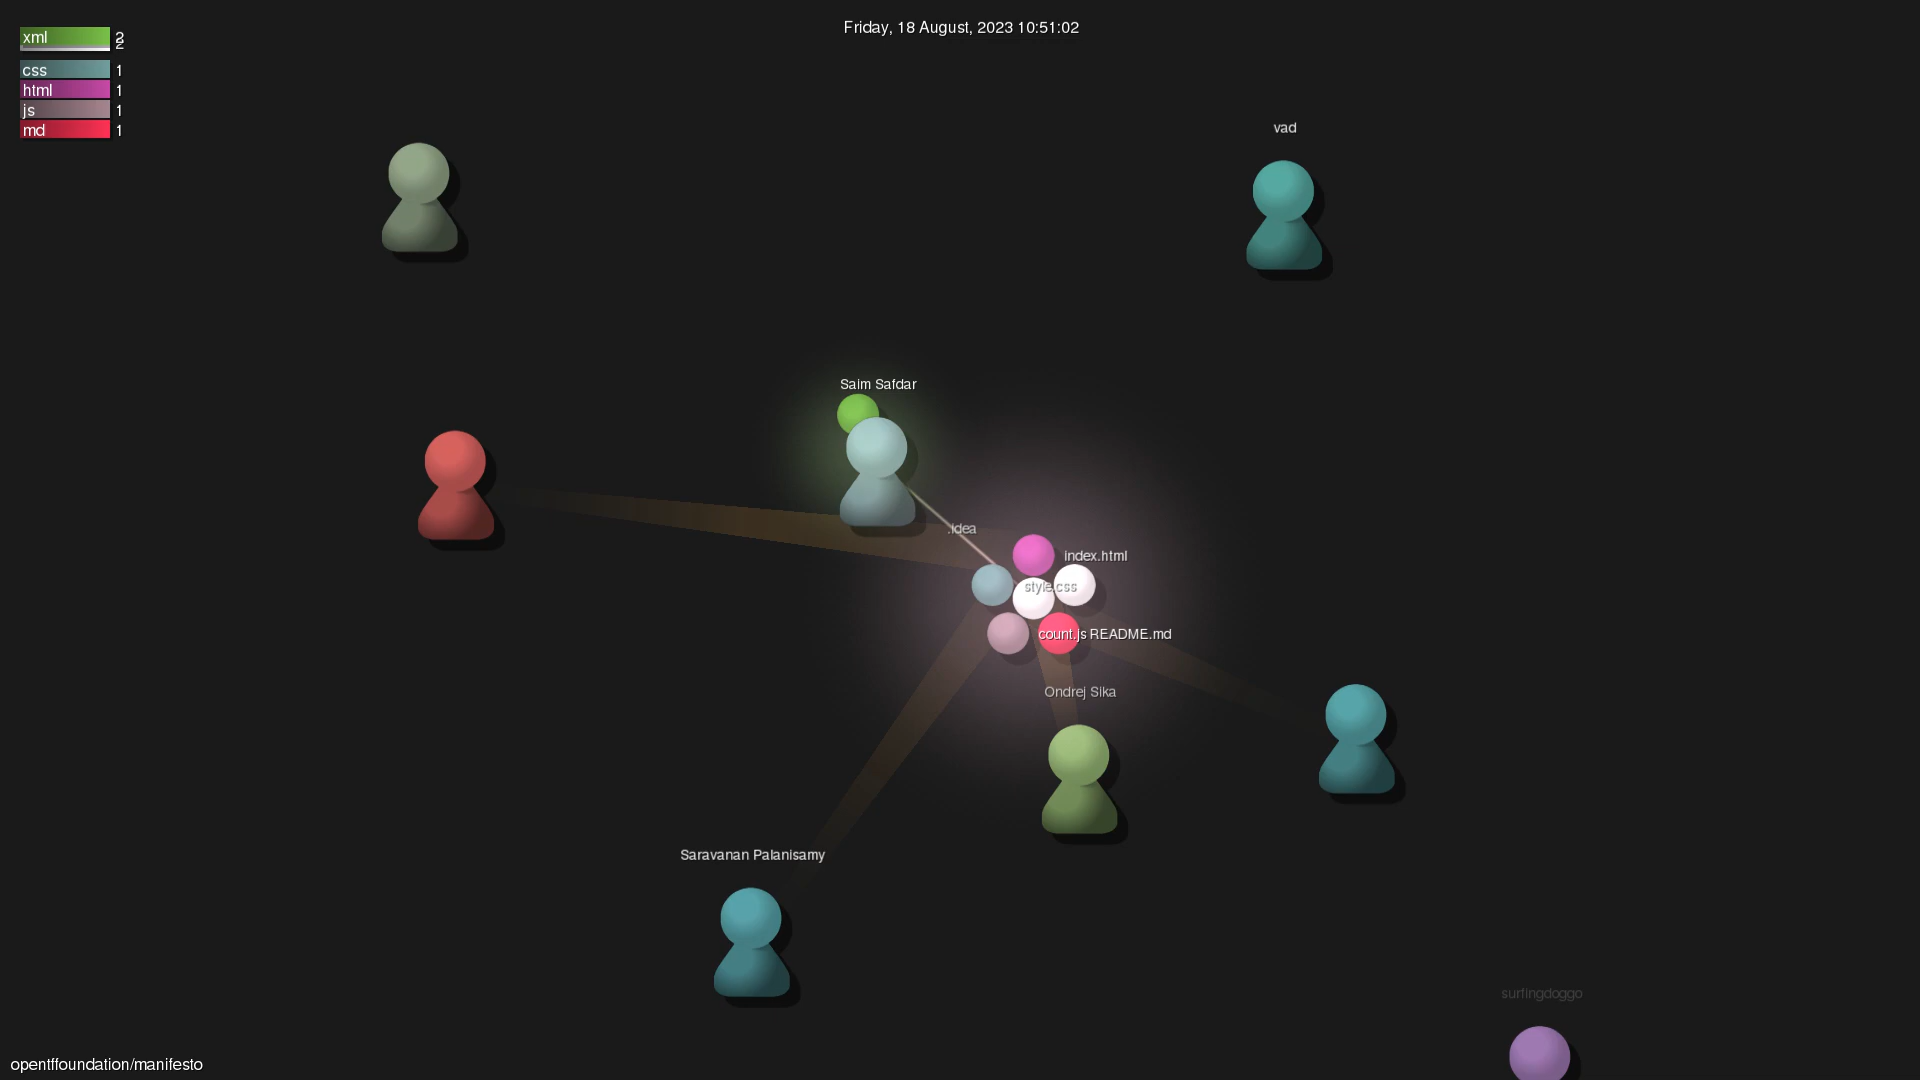 Friday, 18 August, 2023 10:51:02
xml 2
2
css 1
html 1
js 1
md 1
vad
Saim Safdar
.idea
index.html
style.css
count.js README.md
Ondrej Sika
Saravanan Palanisamy
surfingdoggo
opentffoundation/manifesto